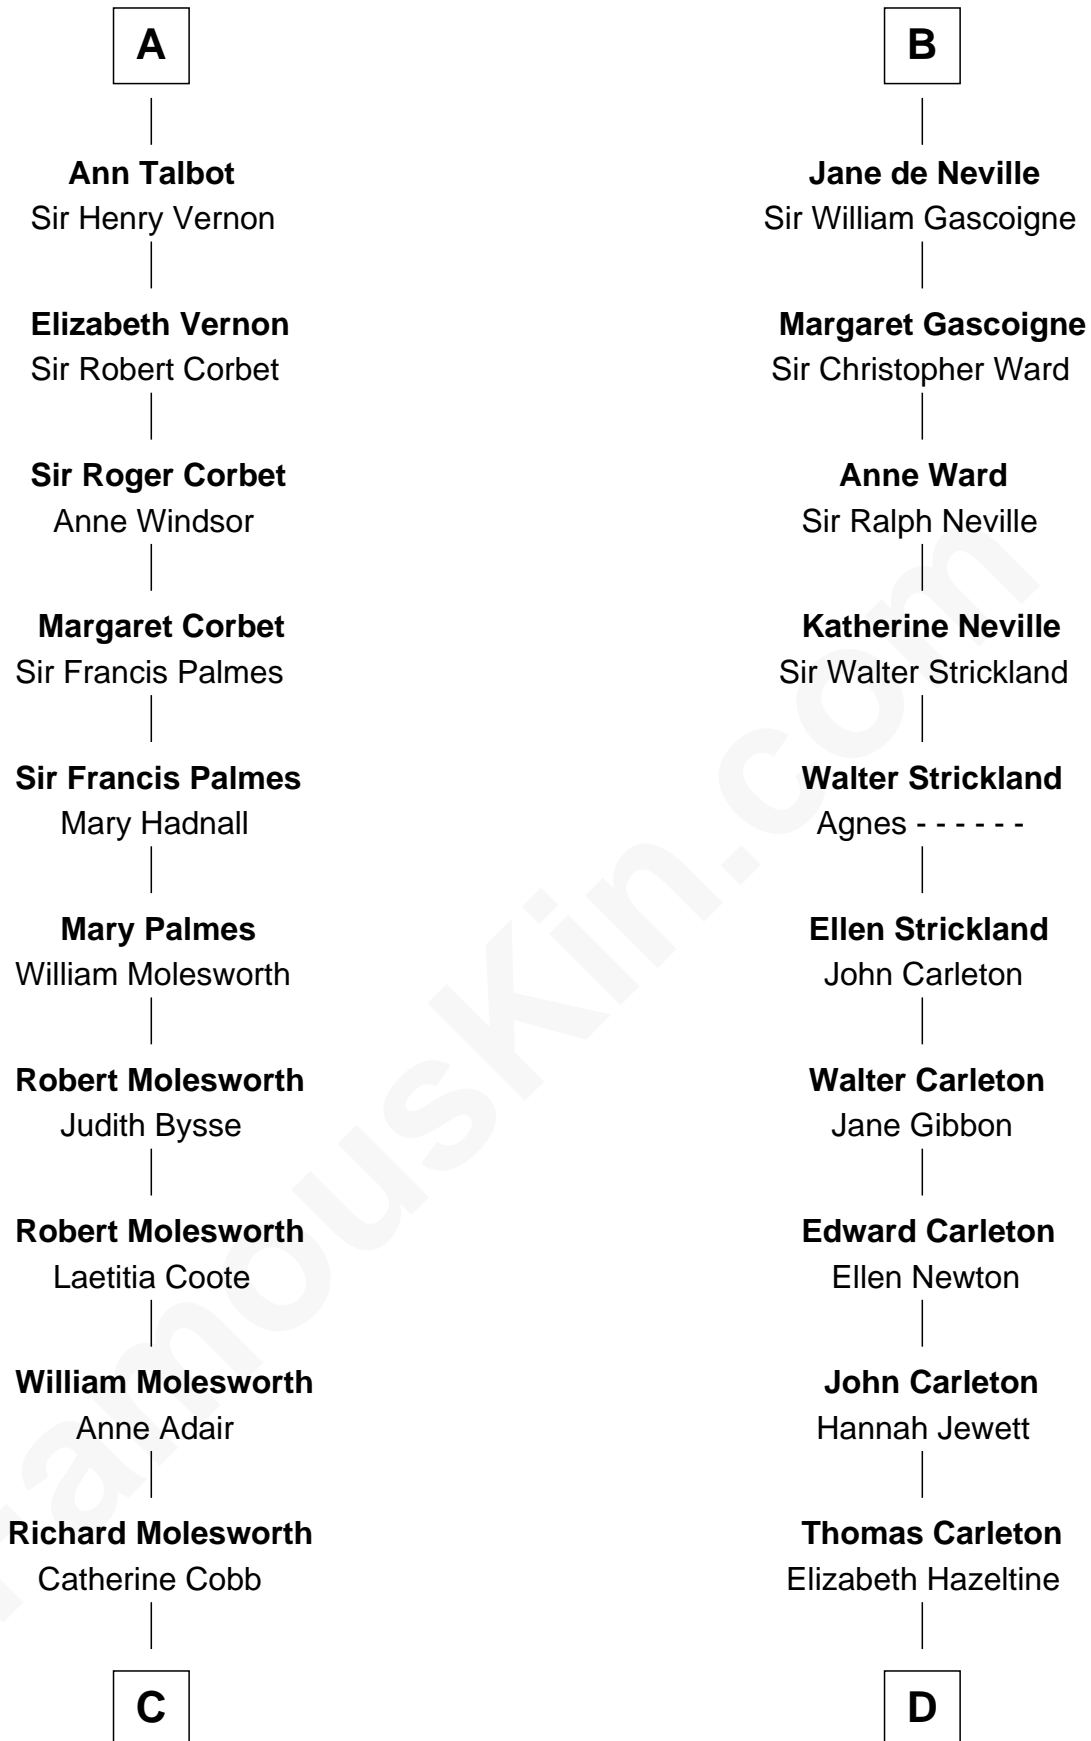 A
Ann Talbot
Sir Henry Vernon
Elizabeth Vernon
Sir Robert Corbet
Sir Roger Corbet
Anne Windsor
Margaret Corbet
Sir Francis Palmes
Sir Francis Palmes
Mary Hadnall
Mary Palmes
William Molesworth
Robert Molesworth
Judith Bysse
Robert Molesworth
Laetitia Coote
William Molesworth
Anne Adair
Richard Molesworth
Catherine Cobb
C
B
Jane de Neville
Sir William Gascoigne
Margaret Gascoigne
Sir Christopher Ward
Anne Ward
Sir Ralph Neville
Katherine Neville
Sir Walter Strickland
Walter Strickland
Agnes - - - - - -
Ellen Strickland
John Carleton
Walter Carleton
Jane Gibbon
Edward Carleton
Ellen Newton
John Carleton
Hannah Jewett
Thomas Carleton
Elizabeth Hazeltine
D
FamousKin.com